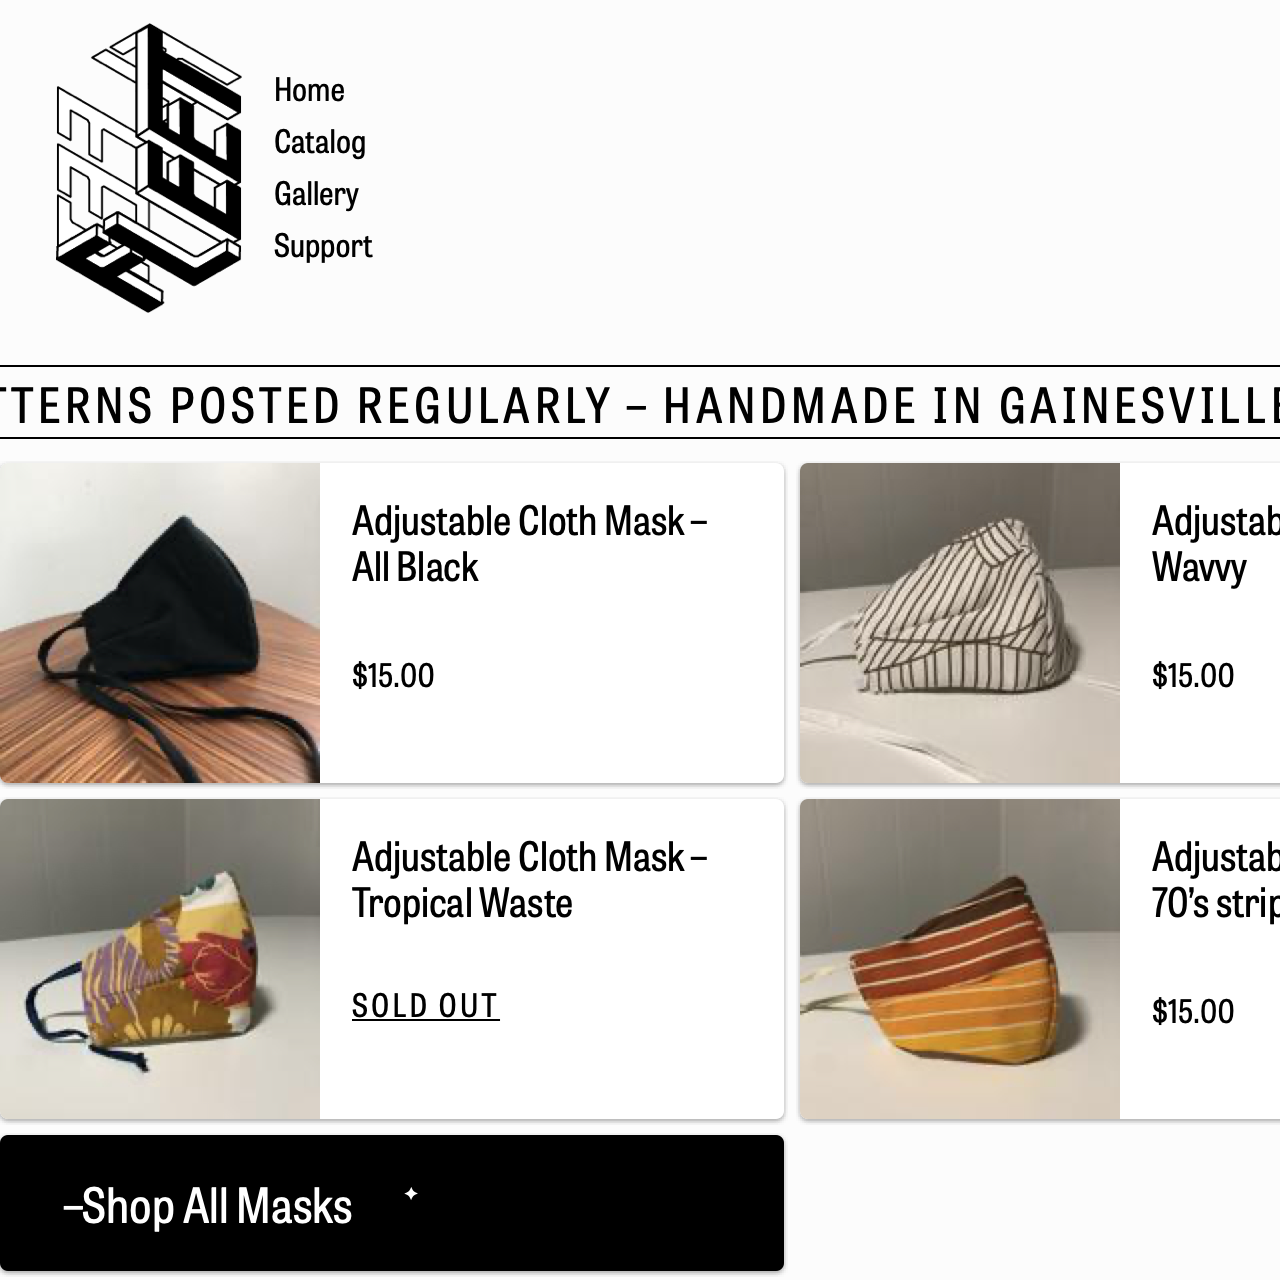 Home
Catalog
Gallery
Support
TTERNS POSTED REGULARLY – HANDMADE IN GAINESVILLE
Adjustable Cloth Mask –
All Black
$15.00
Adjustab
Wavvy
$15.00
Adjustable Cloth Mask –
Tropical Waste
SOLD OUT
Adjustab
70’s strip
$15.00
–Shop All Masks